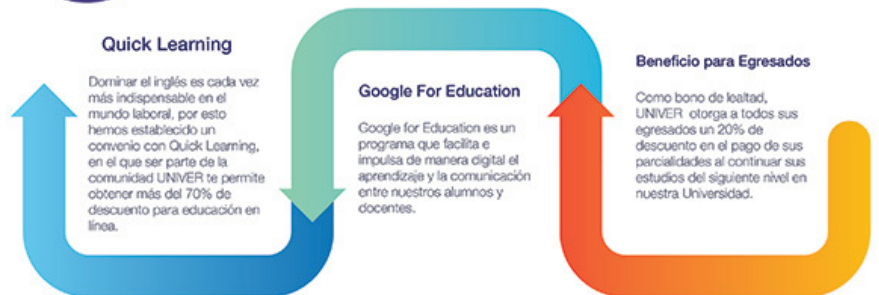 Quick Learning
Dominar el inglés es cada vez
más indispensable en el
mundo laboral, por esto
hemos establecido un
convenio con Quick Learning,
en el que ser parte de la
comunidad UNIVER te permite
obtener más del 70% de
descuento para educación en
línea.
Google For Education
Google for Education es un
programa que facilita e
impulsa de manera digital el
aprendizaje y la comunicación
entre nuestros alumnos y
docentes.
Beneficio para Egresados
Como bono de lealtad,
UNIVER otorga a todos sus
egresados un 20% de
descuento en el pago de sus
parcialidades al continuar sus
estudios del siguiente nivel en
nuestra Universidad.